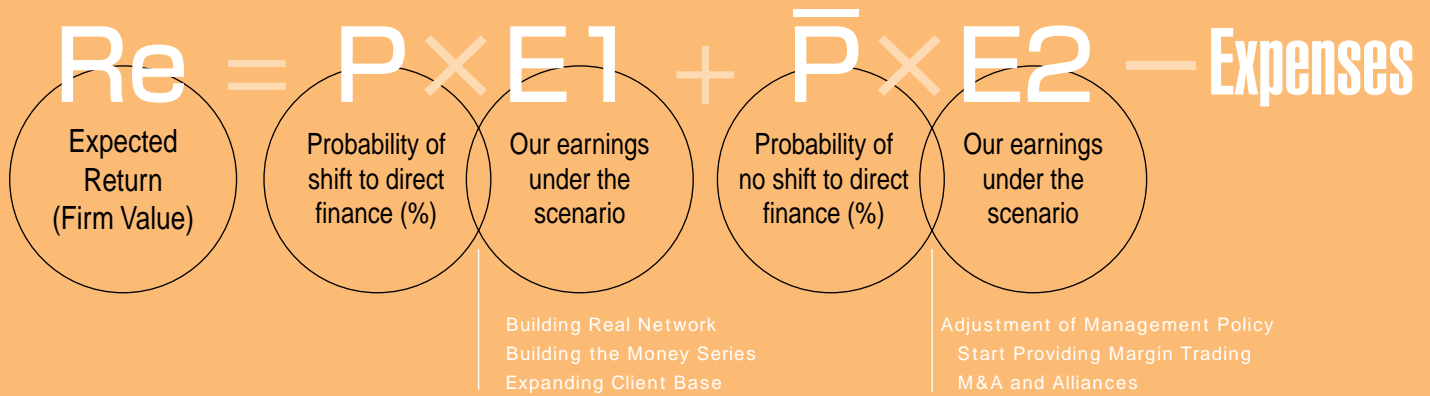 Re = P × E1 + P̅ × E2 − Expenses
Expected
Return
(Firm Value)
Probability of
shift to direct
finance (%)
Our earnings
under the
scenario
Probability of
no shift to direct
finance (%)
Our earnings
under the
scenario
Building Real Network
Building the Money Series
Expanding Client Base
Adjustment of Management Policy
Start Providing Margin Trading
M&A and Alliances